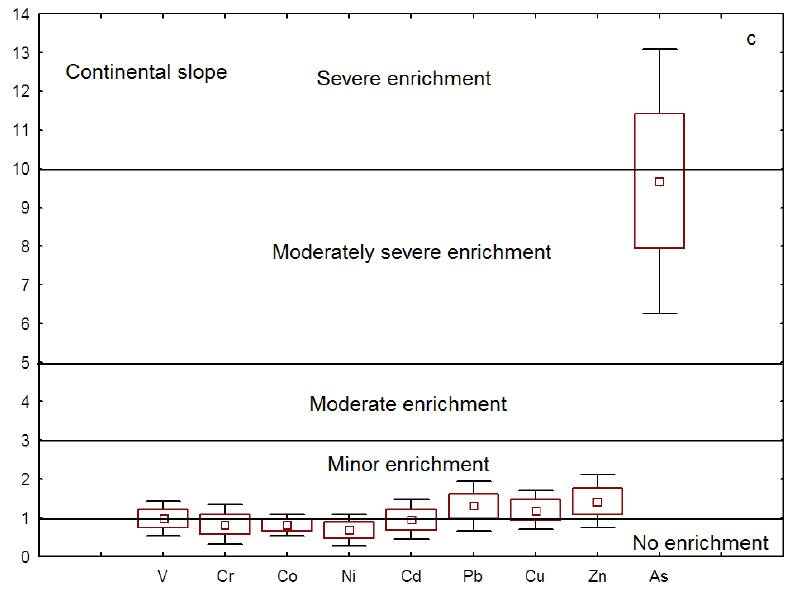 14
c
Continental slope
Severe enrichment
13
12
11
10
9
8
Moderately severe enrichment
7
6
5
4
Moderate enrichment
3
Minor enrichment
2
1
No enrichment
0
V Cr Co Ni Cd Pb Cu Zn As